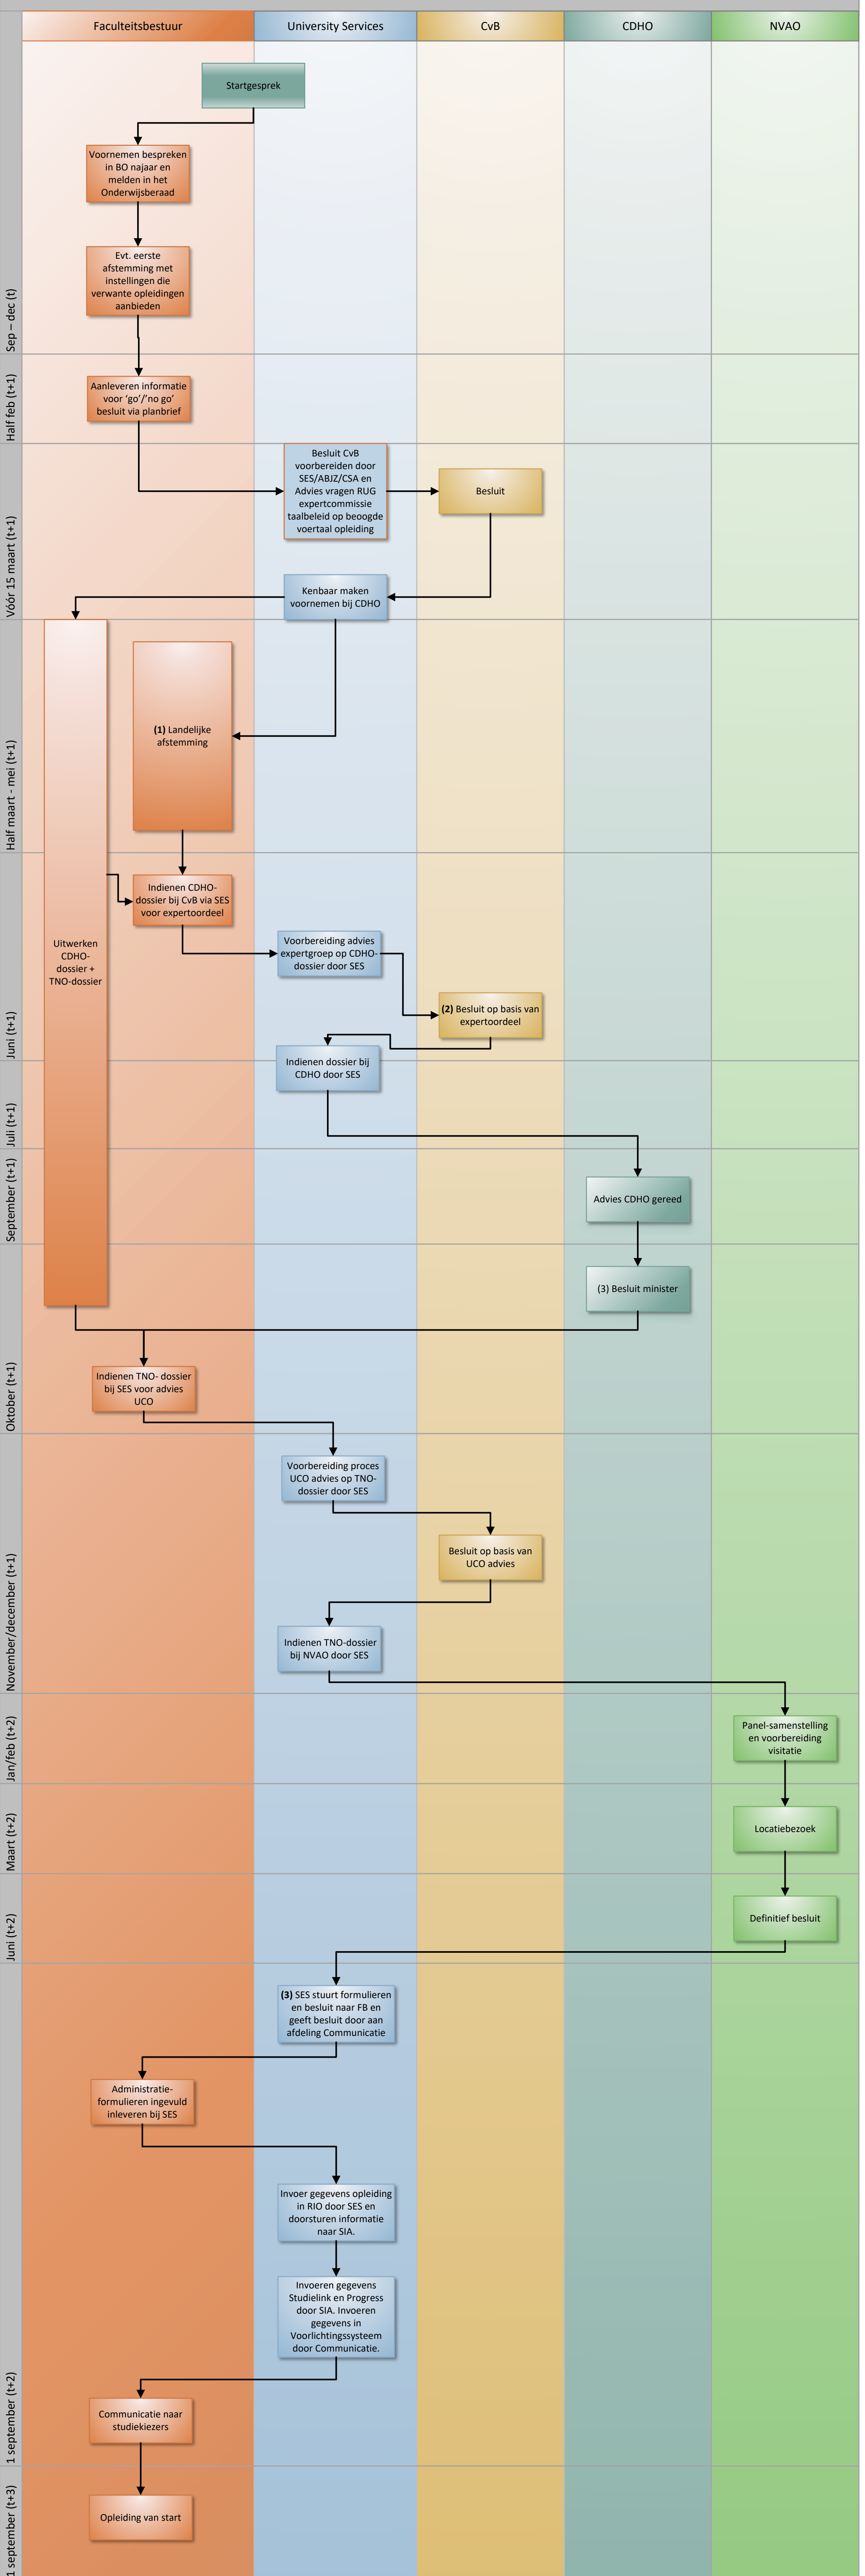 Faculteitsbestuur
University Services
CvB
CDHO
NVAO
Sep – dec (t)
Startgesprek
Voornemen bespreken
in BO najaar en
melden in het
Onderwijsberaad
Evt. eerste
afstemming met
instellingen die
verwante opleidingen
aanbieden
Half feb (t+1)
Aanleveren informatie
voor ‘go’/’no go’
besluit via planbrief
Vóór 15 maart (t+1)
Besluit CvB
voorbereiden door
SES/ABJZ/CSA en
Advies vragen RUG
expertcommissie
taalbeleid op beoogde
voertaal opleiding
Besluit
Kenbaar maken
voornemen bij CDHO
Half maart - mei (t+1)
(1) Landelijke
afstemming
Uitwerken
CDHO-
dossier +
TNO-dossier
Juni (t+1)
Indienen CDHO-
dossier bij CvB via SES
voor expertoordeel
Voorbereiding advies
expertgroep op CDHO-
dossier door SES
(2) Besluit op basis van
expertoordeel
Juli (t+1)
Indienen dossier bij
CDHO door SES
September (t+1)
Advies CDHO gereed
Oktober (t+1)
(3) Besluit minister
Indienen TNO- dossier
bij SES voor advies
UCO
November/december (t+1)
Voorbereiding proces
UCO advies op TNO-
dossier door SES
Besluit op basis van
UCO advies
Indienen TNO-dossier
bij NVAO door SES
Jan/feb (t+2)
Panel-samenstelling
en voorbereiding
visitatie
Maart (t+2)
Locatiebezoek
Juni (t+2)
Definitief besluit
1 september (t+2)
(3) SES stuurt formulieren
en besluit naar FB en
geeft besluit door aan
afdeling Communicatie
Administratie-
formulieren ingevuld
inleveren bij SES
Invoer gegevens opleiding
in RIO door SES en
doorsturen informatie
naar SIA.
Invoeren gegevens
Studielink en Progress
door SIA. Invoeren
gegevens in
Voorlichtingssysteem
door Communicatie.
Communicatie naar
studiekiezers
1 september (t+3)
Opleiding van start